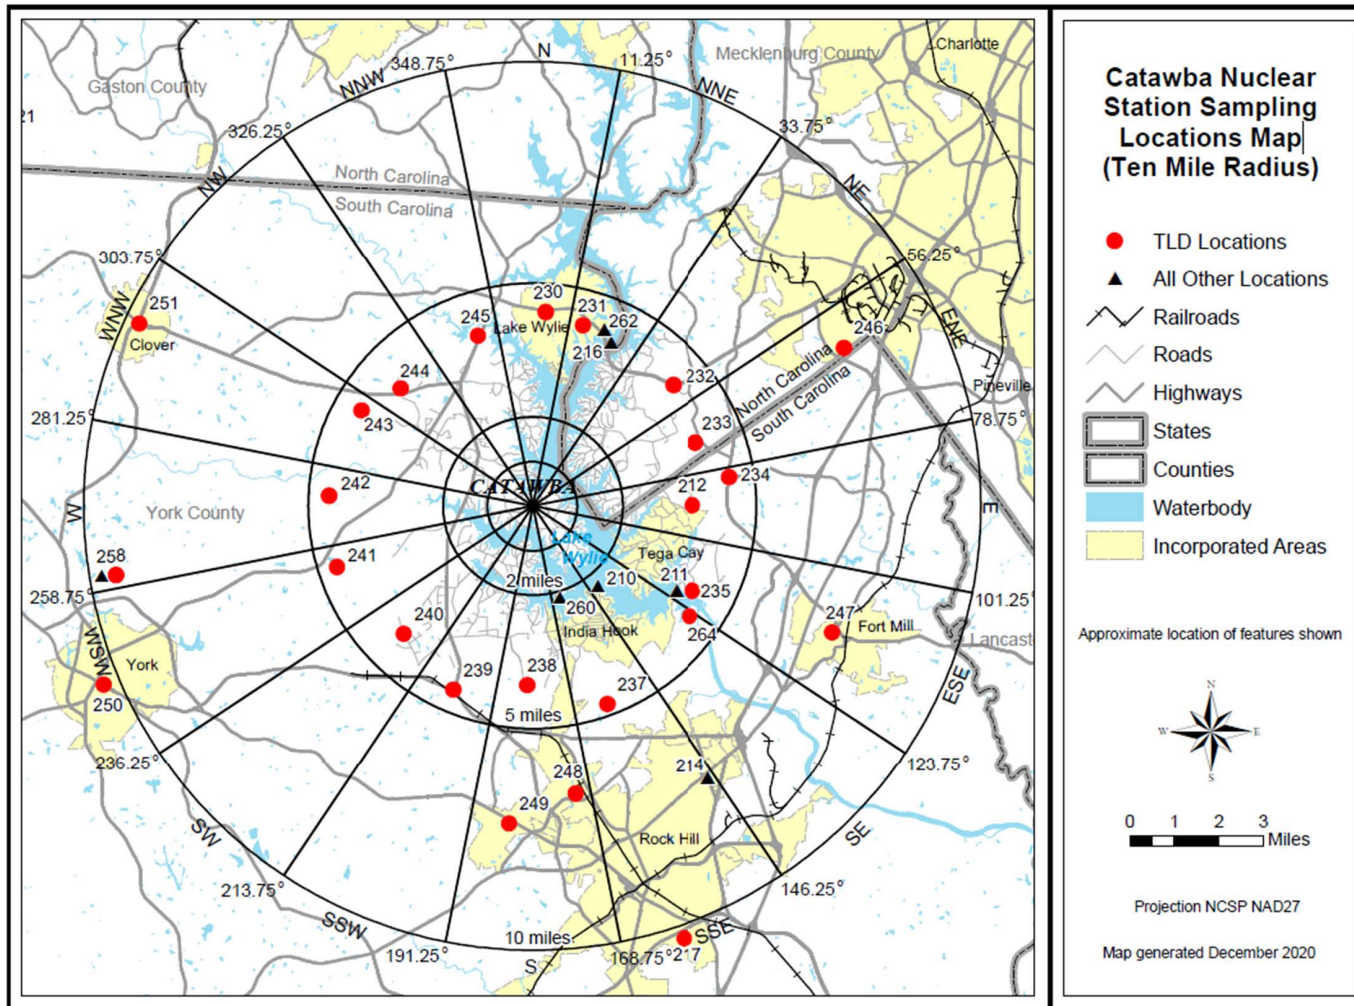 Catawba Nuclear
Station Sampling
Locations Map
(Ten Mile Radius)
TLD Locations
All Other Locations
Railroads
Roads
Highways
States
Counties
Waterbody
Incorporated Areas
Approximate location of features shown
N
W
E
S
0 1 2 3
Miles
Projection NCSP NAD27
Map generated December 2020
N
348.75°
11.25°
Mecklenburg County
Charlotte
Gaston County
NNW
NNE
21
326.25°
33.75°
North Carolina
South Carolina
NW
NE
303.75°
56.25°
251
WNW
Clover
230
231
245
Lake Wylie
262
216
246
ENE
North Carolina
South Carolina
Pineville
244
232
243
281.25°
233
78.75°
242
CATAWBA
212
234
W
York County
E
Lake
Wylie
Tega Cay
258
241
2 miles
210
211
235
258.75°
101.25°
260
264
India Hook
247
Fort Mill
Lancast
240
WSW
York
250
239
238
237
ESE
5 miles
236.25°
123.75°
214
248
249
Rock Hill
SW
SE
213.75°
146.25°
SSW
SSE
10 miles
191.25°
168.75°
217
S